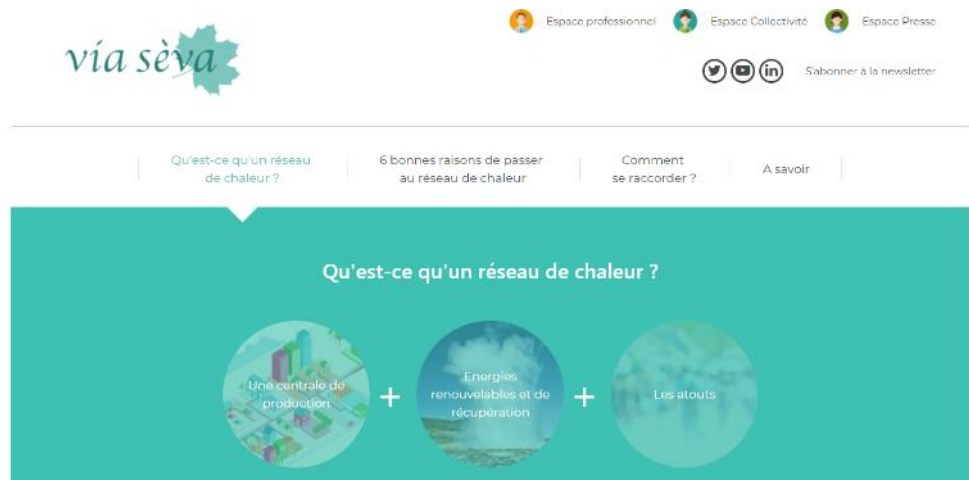 Espace professionnel
Espace Collectivité
Espace Presse
vía sèva
in
S'abonner à la newsletter
Qu'est-ce qu'un réseau
de chaleur ?
6 bonnes raisons de passer
au réseau de chaleur
Comment
se raccorder ?
A savoir
Qu'est-ce qu'un réseau de chaleur ?
Une centrale de
production
+
Energies
renouvelables et de
récupération
+
Les atouts